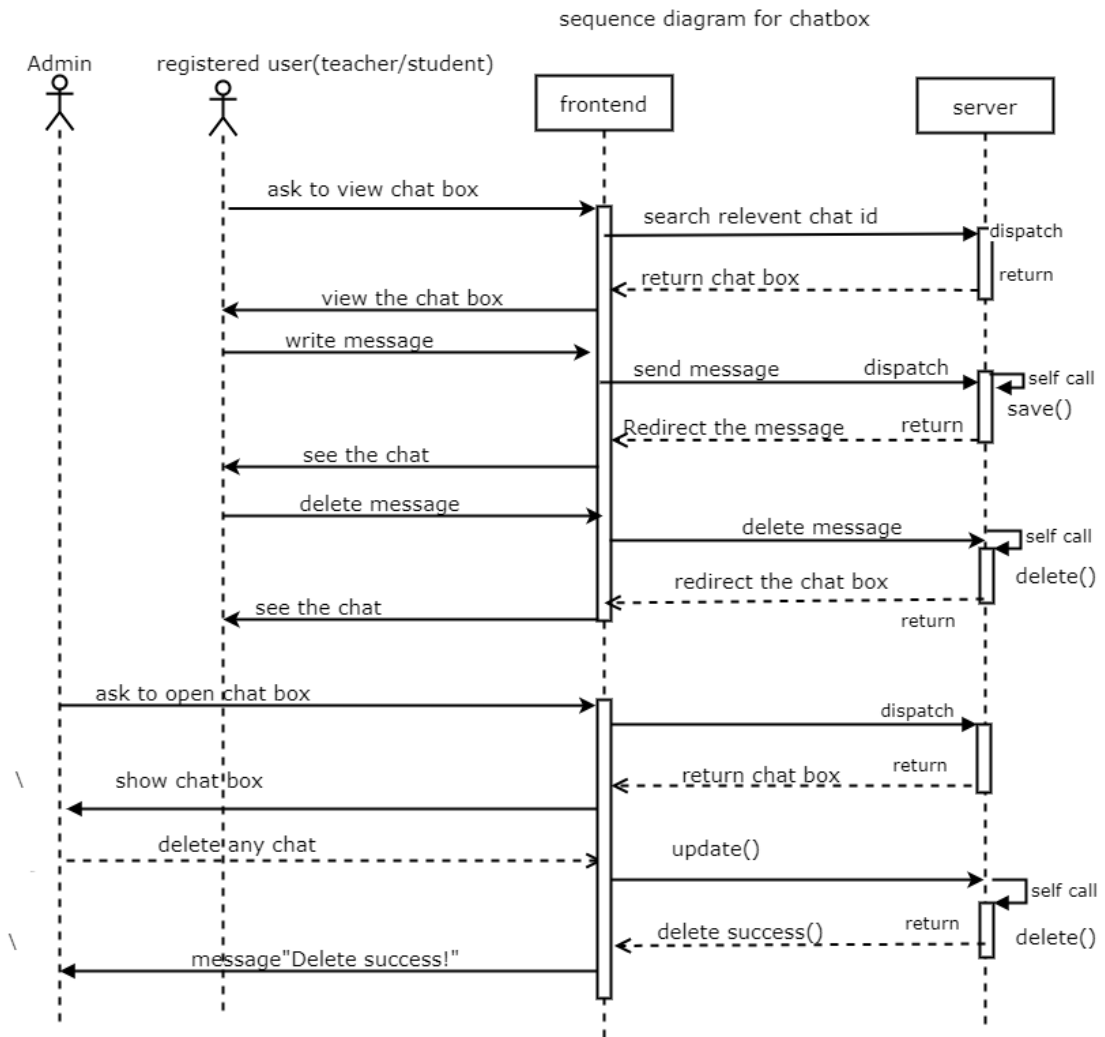 sequence diagram for chatbox
Admin
registered user(teacher/student)
frontend
server
ask to view chat box
search relevent chat id
dispatch
return chat box
return
view the chat box
write message
send message
dispatch
self call
save()
Redirect the message
return
see the chat
delete message
delete message
self call
delete()
redirect the chat box
see the chat
return
ask to open chat box
dispatch
return chat box
return
\
show chat box
delete any chat
update()
self call
delete success()
return
delete()
\
message"Delete success!"